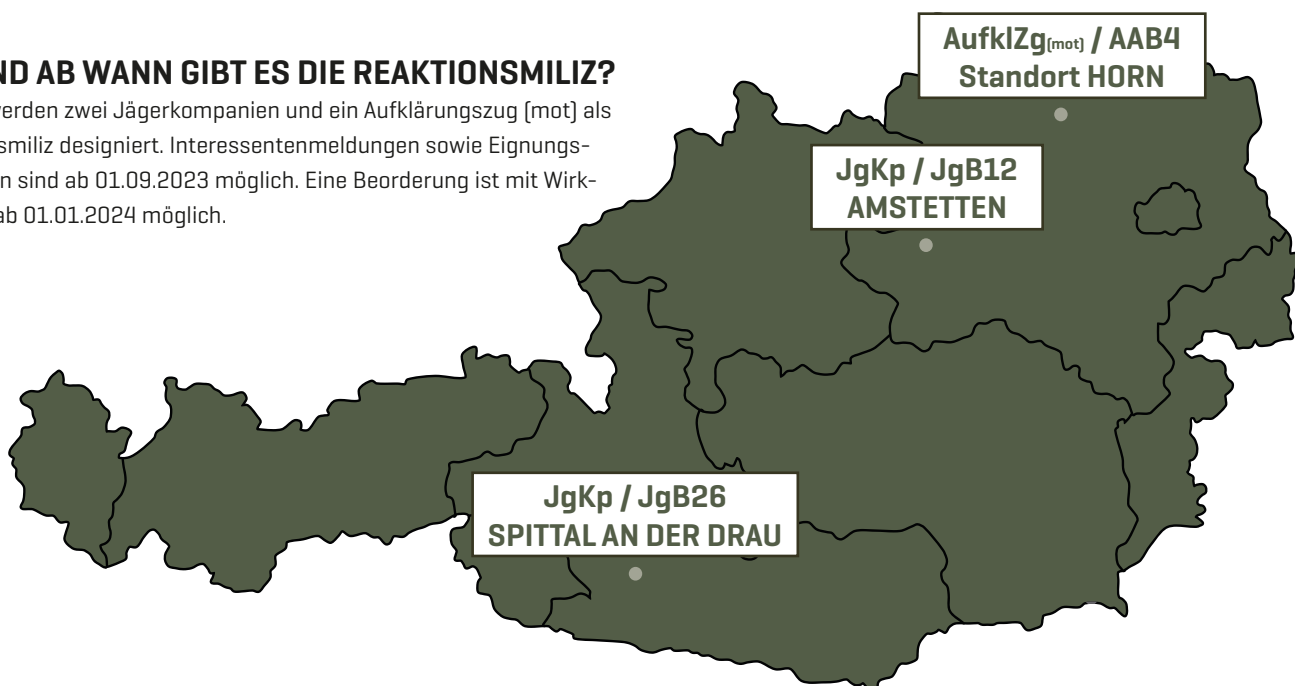 ND AB WANN GIBT ES DIE REAKTIONSMILIZ?
werden zwei Jägerkompanien und ein Aufklärungszug (mot) als
smiliz designiert. Interessentenmeldungen sowie Eignungs-
n sind ab 01.09.2023 möglich. Eine Beorderung ist mit Wirk-
ab 01.01.2024 möglich.
AufklZg(mot) / AAB4
Standort HORN
JgKp / JgB12
AMSTETTEN
JgKp / JgB26
SPITTAL AN DER DRAU